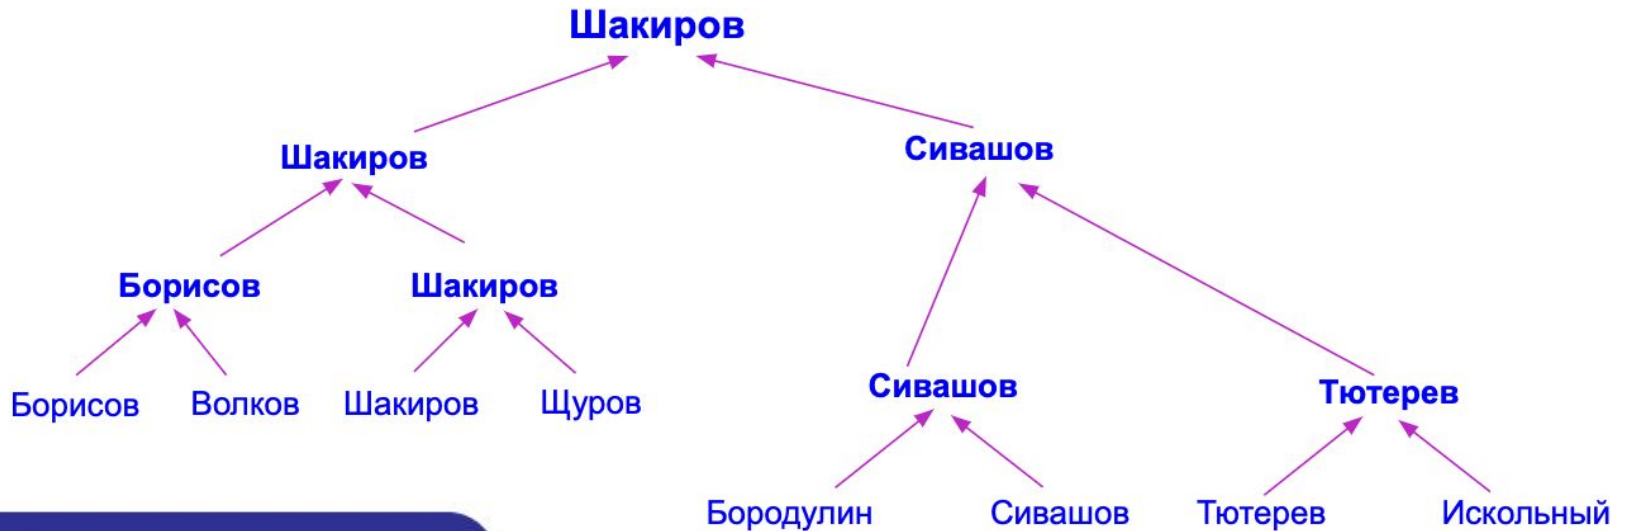 Шакиров
Шакиров
Сивашов
Борисов
Шакиров
Борисов
Волков
Шакиров
Щуров
Сивашов
Тютерев
Бородулин
Сивашов
Тютерев
Искольный